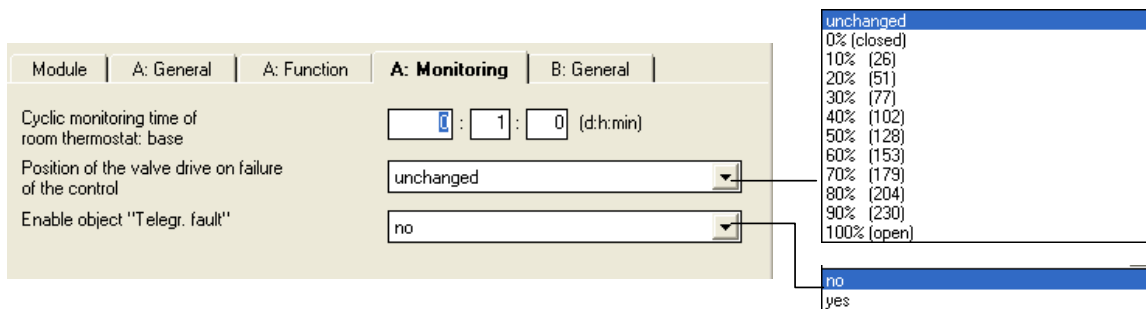 Module
A: General
A: Function
A: Monitoring
B: General
Cyclic monitoring time of
room thermostat: base
0 : 1 : 0 (d:h:min)
Position of the valve drive on failure
of the control
unchanged
Enable object "Telegr. fault"
no
unchanged
0% (closed)
10% (26)
20% (51)
30% (77)
40% (102)
50% (128)
60% (153)
70% (179)
80% (204)
90% (230)
100% (open)
no
yes